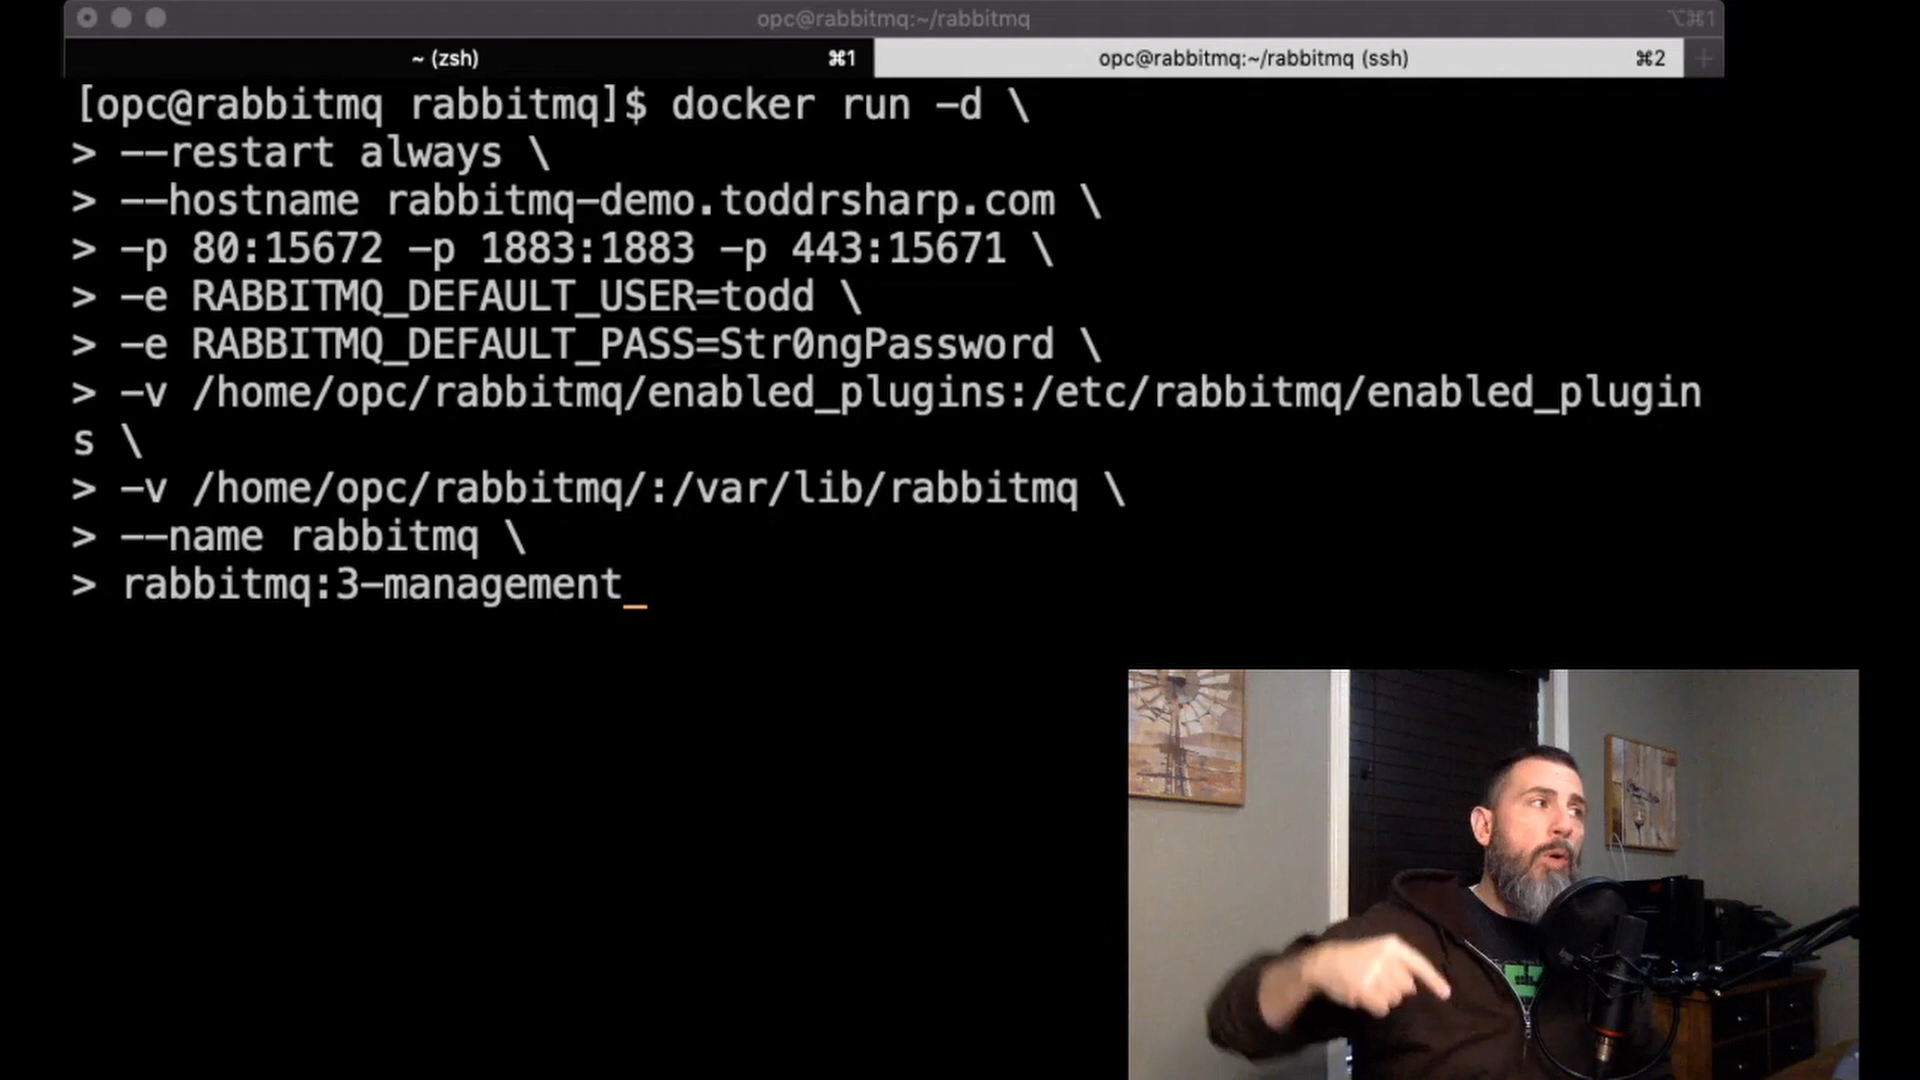 opc@rabbitmq:~/rabbitmq
⌥⌘1
~ (zsh)
⌘1
opc@rabbitmq:~/rabbitmq (ssh)
⌘2
+
[opc@rabbitmq rabbitmq]$ docker run -d \
> --restart always \
> --hostname rabbitmq-demo.toddrsharp.com \
> -p 80:15672 -p 1883:1883 -p 443:15671 \
> -e RABBITMQ_DEFAULT_USER=todd \
> -e RABBITMQ_DEFAULT_PASS=Str0ngPassword \
> -v /home/opc/rabbitmq/enabled_plugins:/etc/rabbitmq/enabled_plugin
s \
> -v /home/opc/rabbitmq/:/var/lib/rabbitmq \
> --name rabbitmq \
> rabbitmq:3-management_